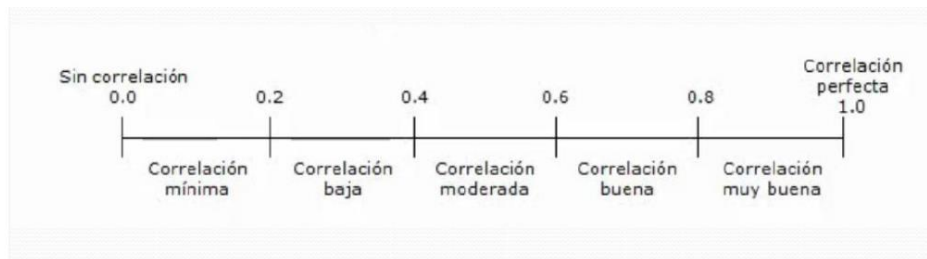 Sin correlación
Correlación
perfecta
0.0
0.2
0.4
0.6
0.8
1.0
Correlación
mínima
Correlación
baja
Correlación
moderada
Correlación
buena
Correlación
muy buena